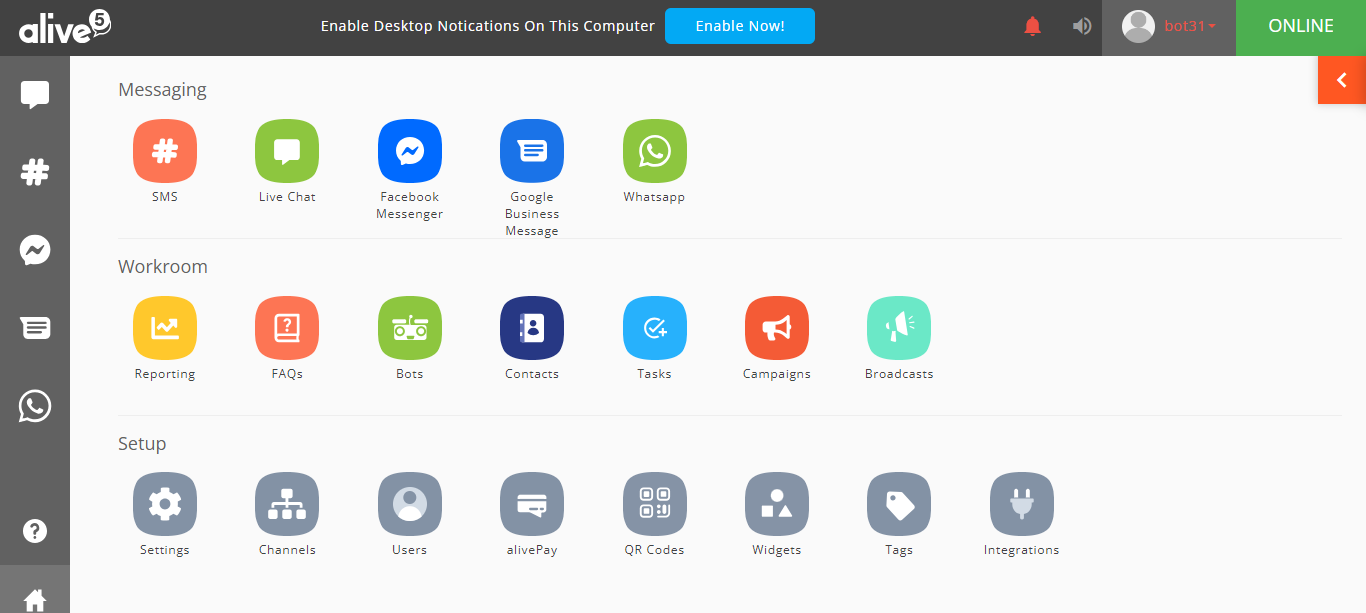 alive5
Enable Desktop Notications On This Computer
Enable Now!
bot31
ONLINE
Messaging
SMS
Live Chat
Facebook
Messenger
Google
Business
Message
Whatsapp
Workroom
Reporting
FAQs
Bots
Contacts
Tasks
Campaigns
Broadcasts
Setup
Settings
Channels
Users
alivePay
QR Codes
Widgets
Tags
Integrations